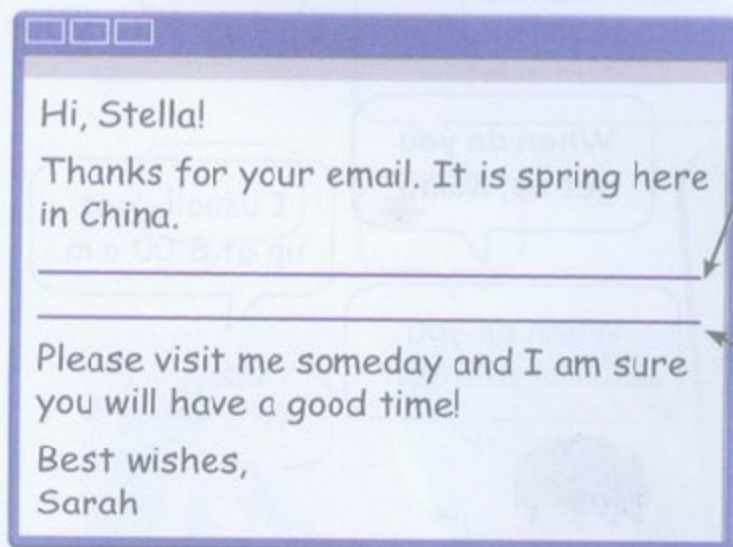 Hi, Stella!
Thanks for your email. It is spring here
in China.
Please visit me someday and I am sure
you will have a good time!
Best wishes,
Sarah